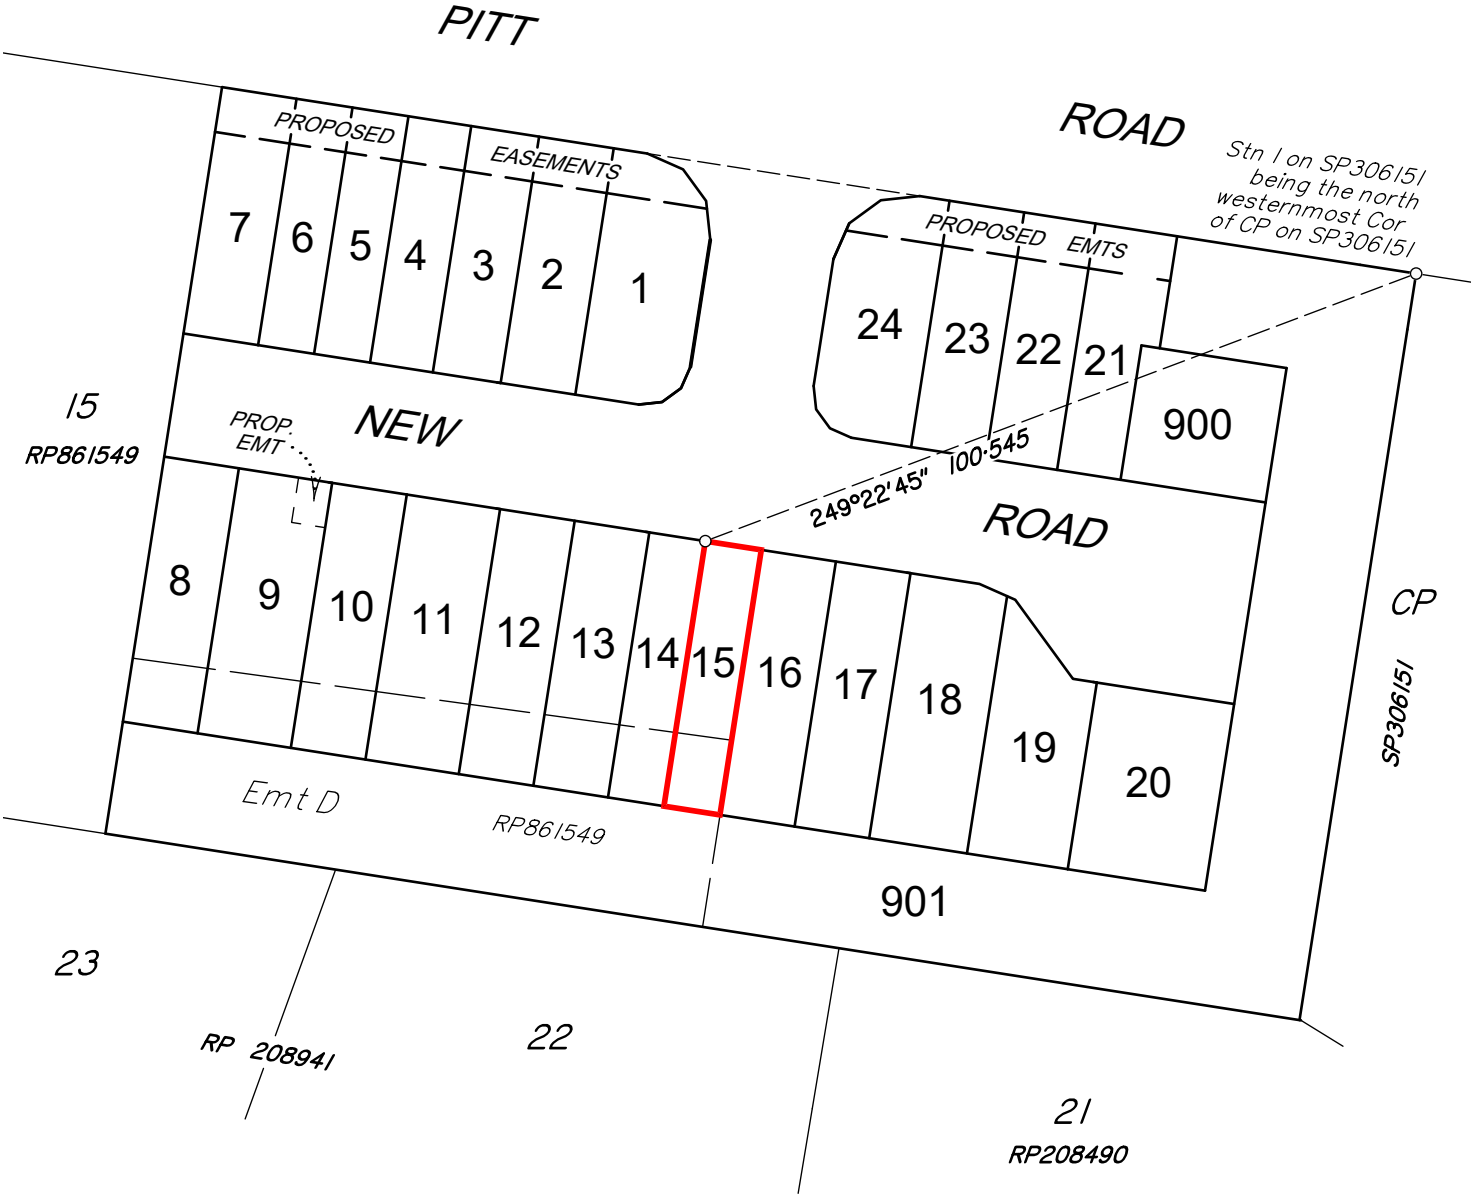 PITT
ROAD
Stn 1 on SP306151
being the north
westernmost Cor
of CP on SP306151
PROPOSED
EASEMENTS
PROPOSED EMTS
7
6
5
4
3
2
1
24
23
22
21
900
15
RP861549
PROP.
EMT
NEW
249°22'45" 100·545
ROAD
8
9
10
11
12
13
14
15
16
17
18
19
20
CP
SP306151
Emt D
RP861549
901
23
RP 208941
22
21
RP208490